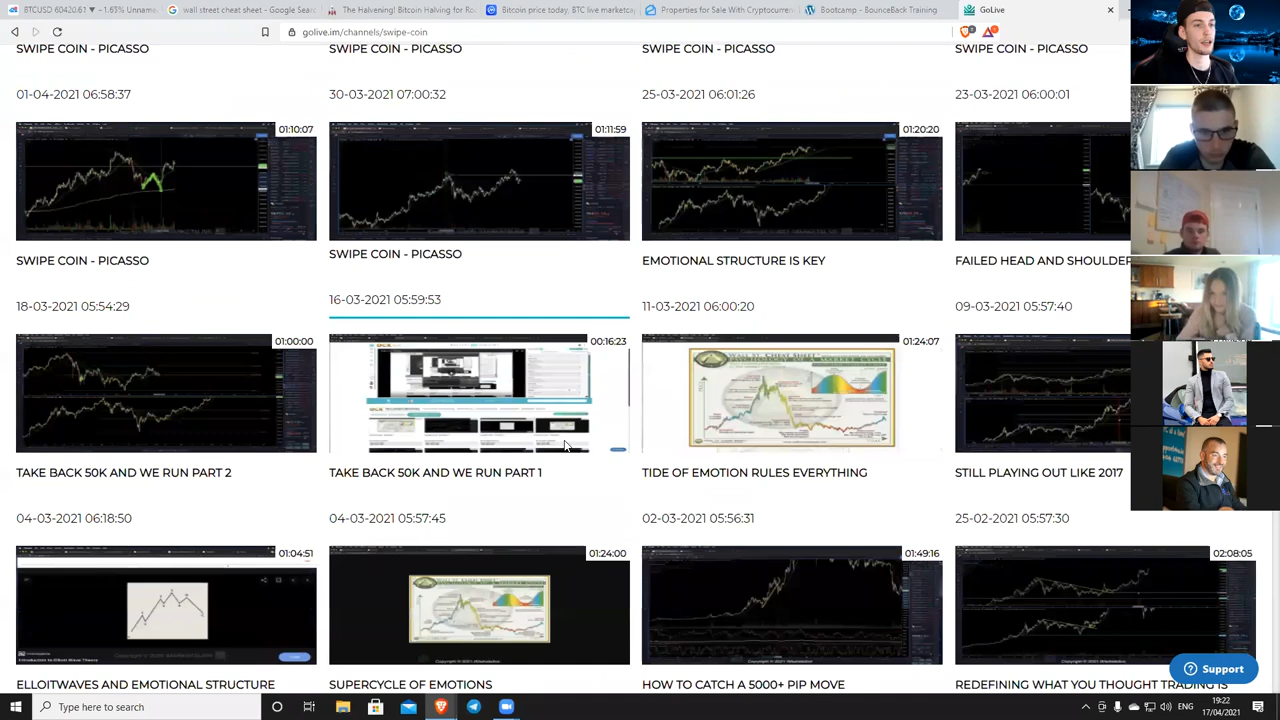 BTCUSD 60420.61 ▼ −1.65% Unname
wall street cheat sheet - Google Sear
The Halvening! Bitcoin Halving for Ro
Bitcoin price today, BTC live marketca
Properties for Sale With Cryptocurren
Bootcamp - BounceBack Training
GoLive
golive.im/channels/swipe-coin
SWIPE COIN - PICASSO
SWIPE COIN - PICASSO
SWIPE COIN - PICASSO
SWIPE COIN - PICASSO
01-04-2021 06:58:37
30-03-2021 07:00:32
25-03-2021 06:01:26
23-03-2021 6:00:01
01:10:07
01:11:59
01:20:20
SWIPE COIN - PICASSO
SWIPE COIN - PICASSO
EMOTIONAL STRUCTURE IS KEY
FAILED HEAD AND SHOULDER
18-03-2021 05:54:29
16-03-2021 05:59:53
11-03-2021 06:00:20
09-03-2021 05:57:40
00:16:23
01:24:07
WALL ST. CHEAT SHEET
TAKE BACK 50K AND WE RUN PART 2
TAKE BACK 50K AND WE RUN PART 1
TIDE OF EMOTION RULES EVERYTHING
STILL PLAYING OUT LIKE 2017
04-03-2021 06:18:50
04-03-2021 05:57:45
02-03-2021 05:56:31
25-02-2021 05:57:30
01:04:51
01:24:00
01:49:16
02:08:05
ELLOITWAVES AND EMOTIONAL STRUCTURE
SUPERCYCLE OF EMOTIONS
HOW TO CATCH A 5000+ PIP MOVE
REDEFINING WHAT YOU THOUGHT TRADING IS
Support
Type here to search
19:22
17/04/2021